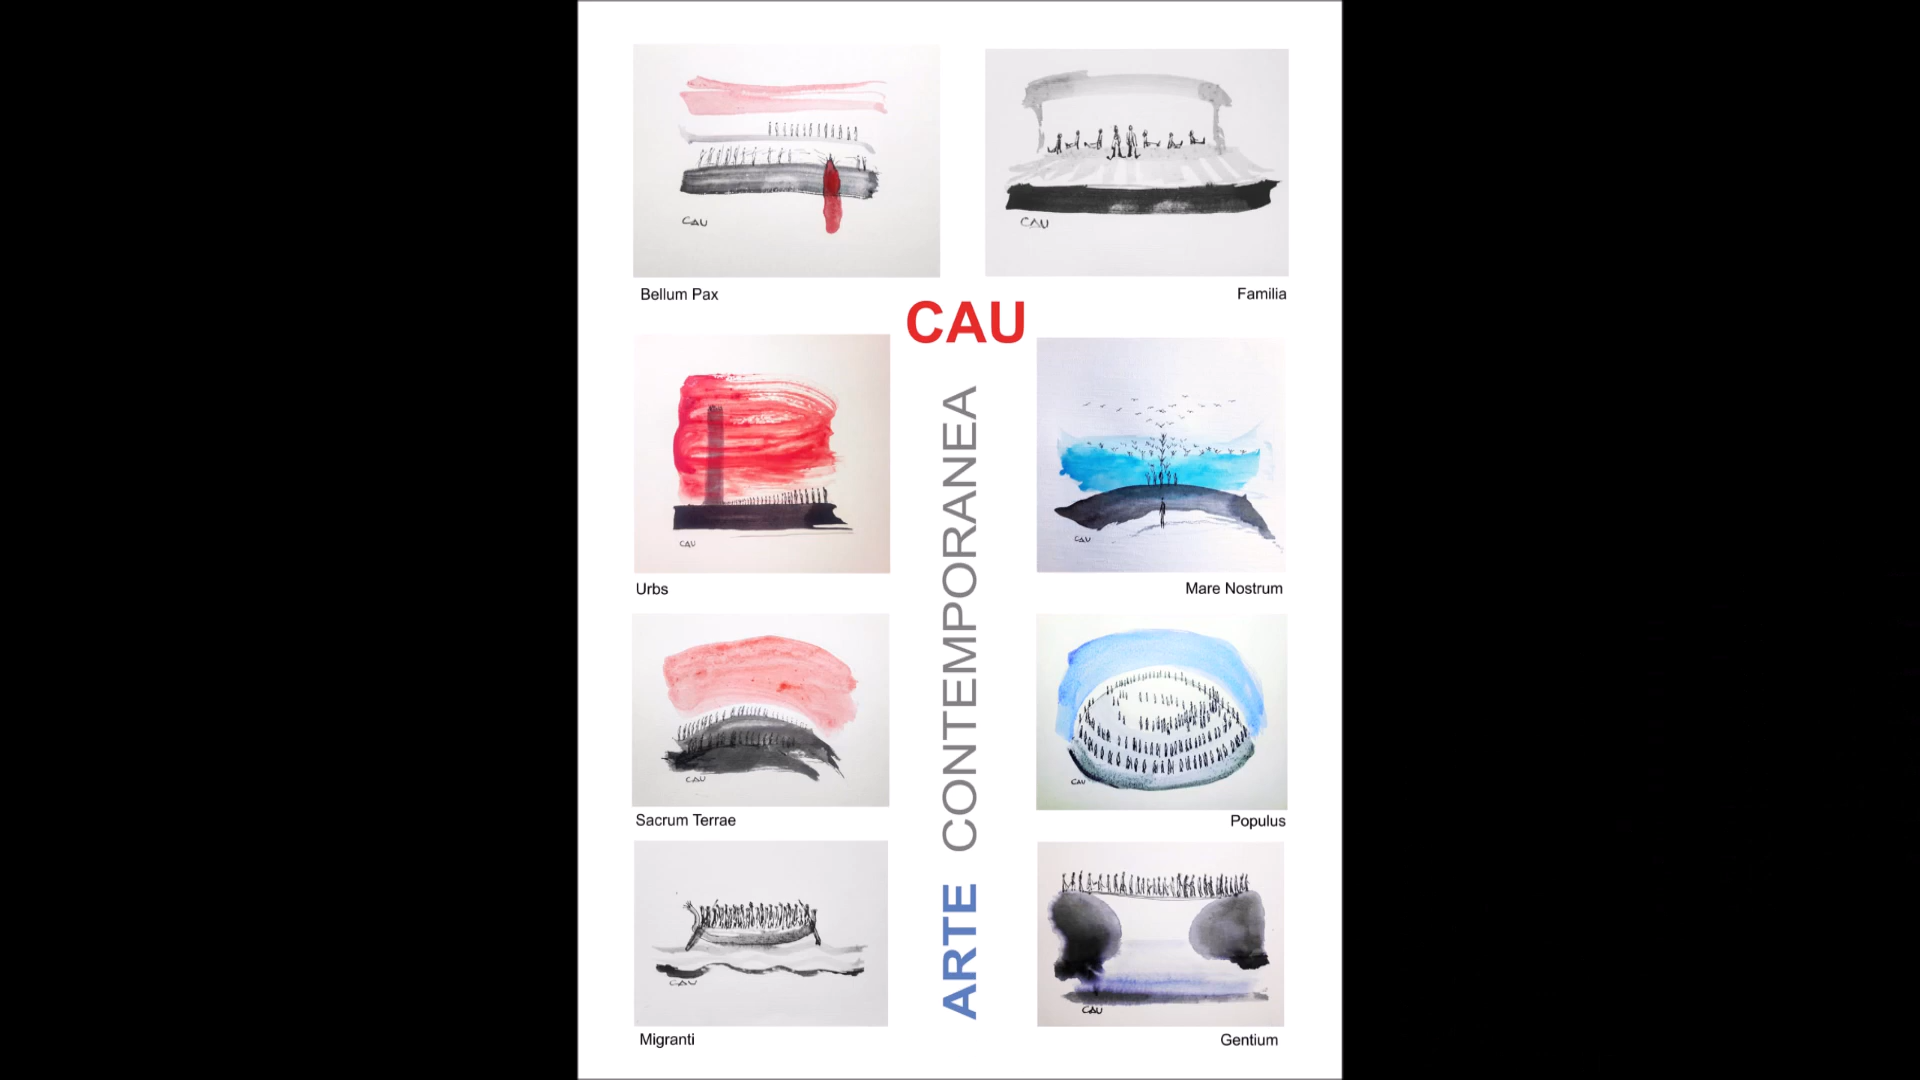 CAU
CAU
Bellum Pax
Familia
CAU
CAU
CAU
Urbs
Mare Nostrum
CAU
CAU
Sacrum Terrae
Populus
CAU
CAU
Migranti
Gentium
ARTE CONTEMPORANEA